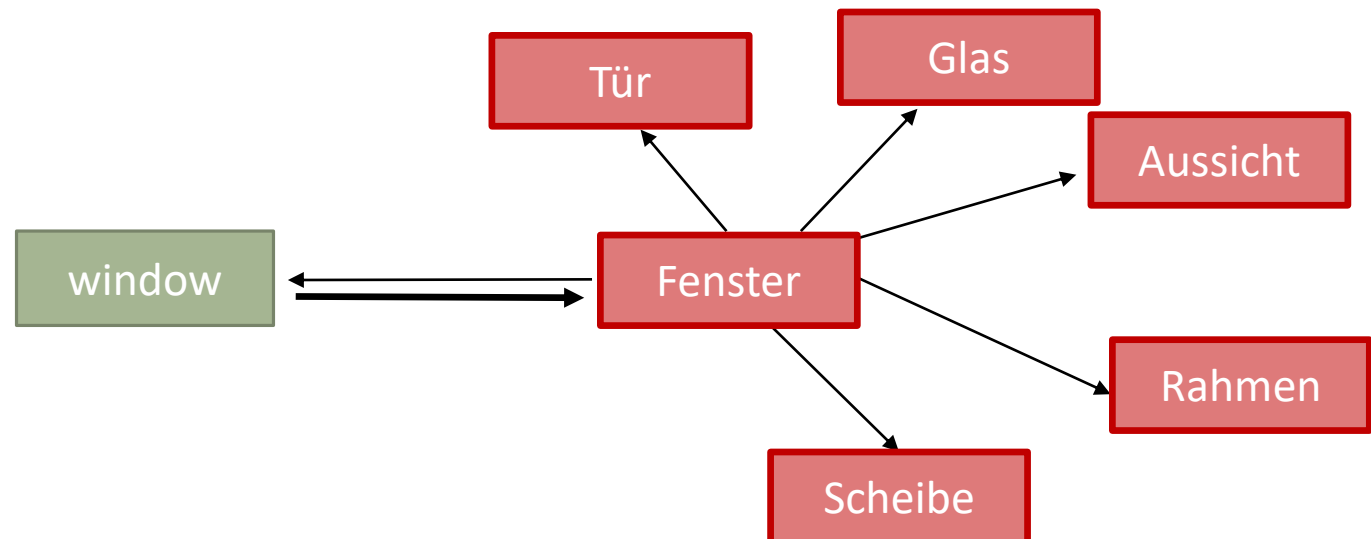 Glas
Tür
Aussicht
window
Fenster
Rahmen
Scheibe